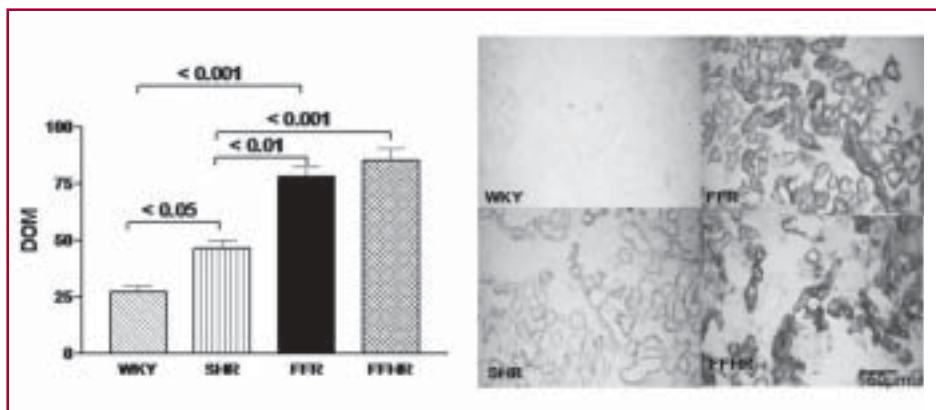 < 0.001
< 0.001
< 0.01
< 0.05
DOM
100
75
50
25
0
WKY SHR FFR FFHR
WKY
FFR
SHR
FFHR